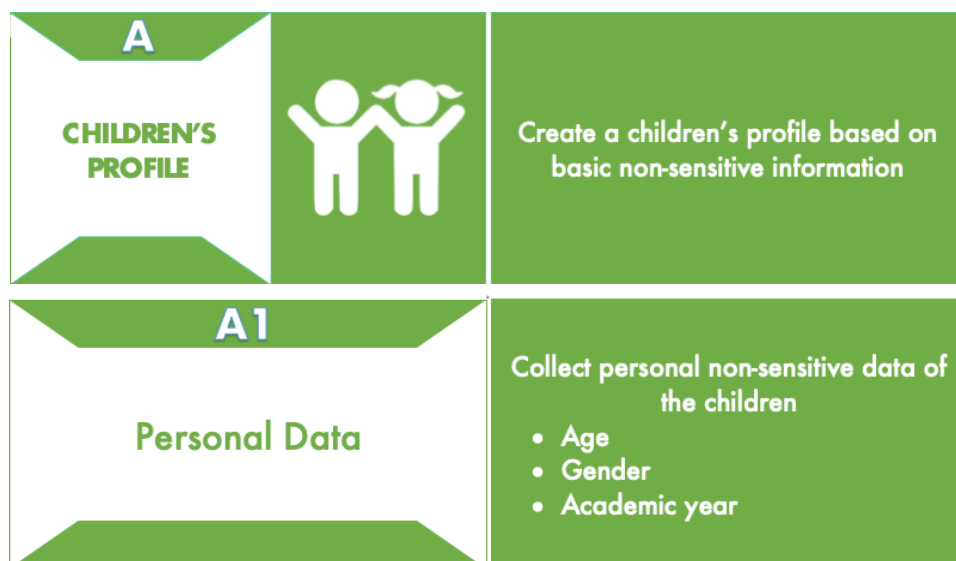 A
CHILDREN'S
PROFILE
Create a children's profile based on
basic non-sensitive information
A1
Personal Data
Collect personal non-sensitive data of
the children
• Age
• Gender
• Academic year